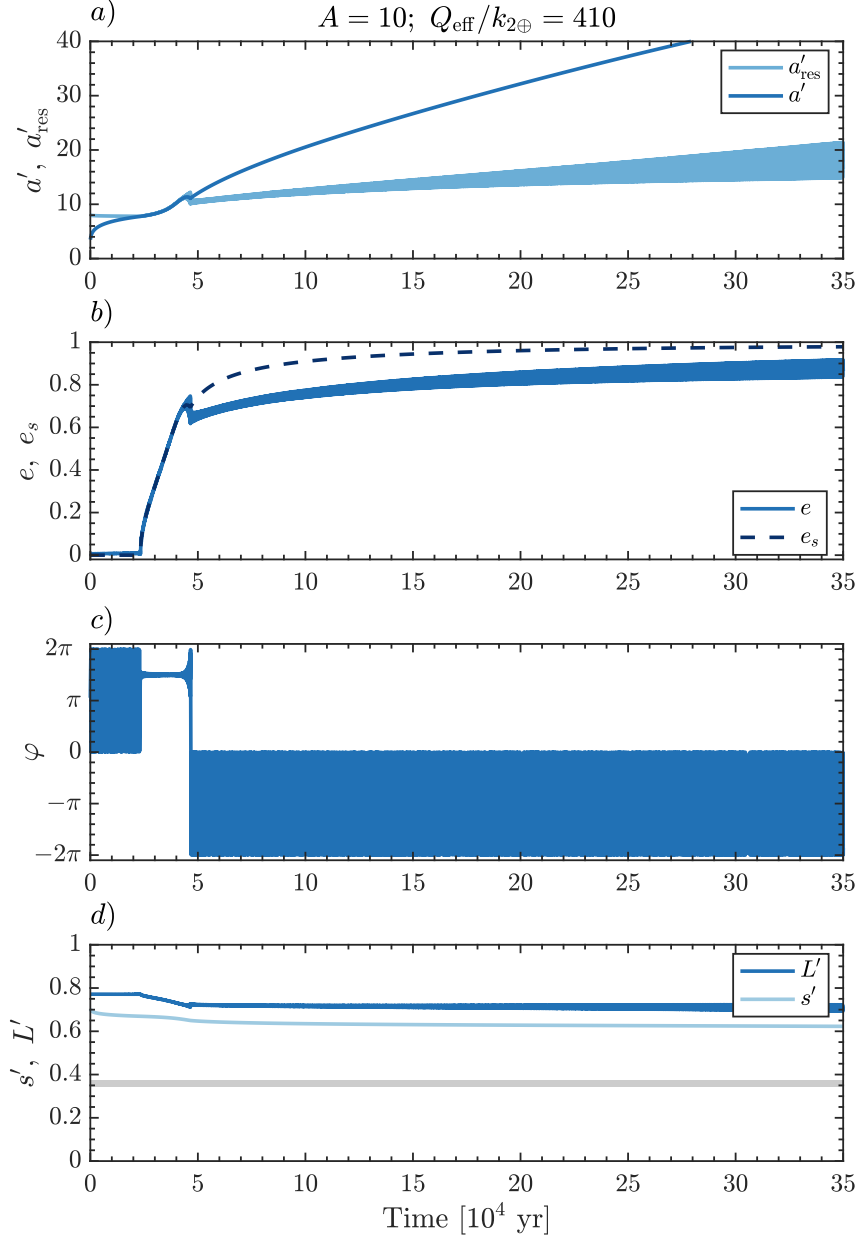 a) A = 10; Q_eff/k_2⊕ = 410
40
30
20
10
0
a′, a′_res
a′_res
a′
0 5 10 15 20 25 30 35
b)
1
0.8
0.6
0.4
0.2
0
e, e_s
e
e_s
0 5 10 15 20 25 30 35
c)
2π
π
0
−π
−2π
φ
0 5 10 15 20 25 30 35
d)
1
0.8
0.6
0.4
0.2
0
s′, L′
L′
s′
0 5 10 15 20 25 30 35
Time [10⁴ yr]